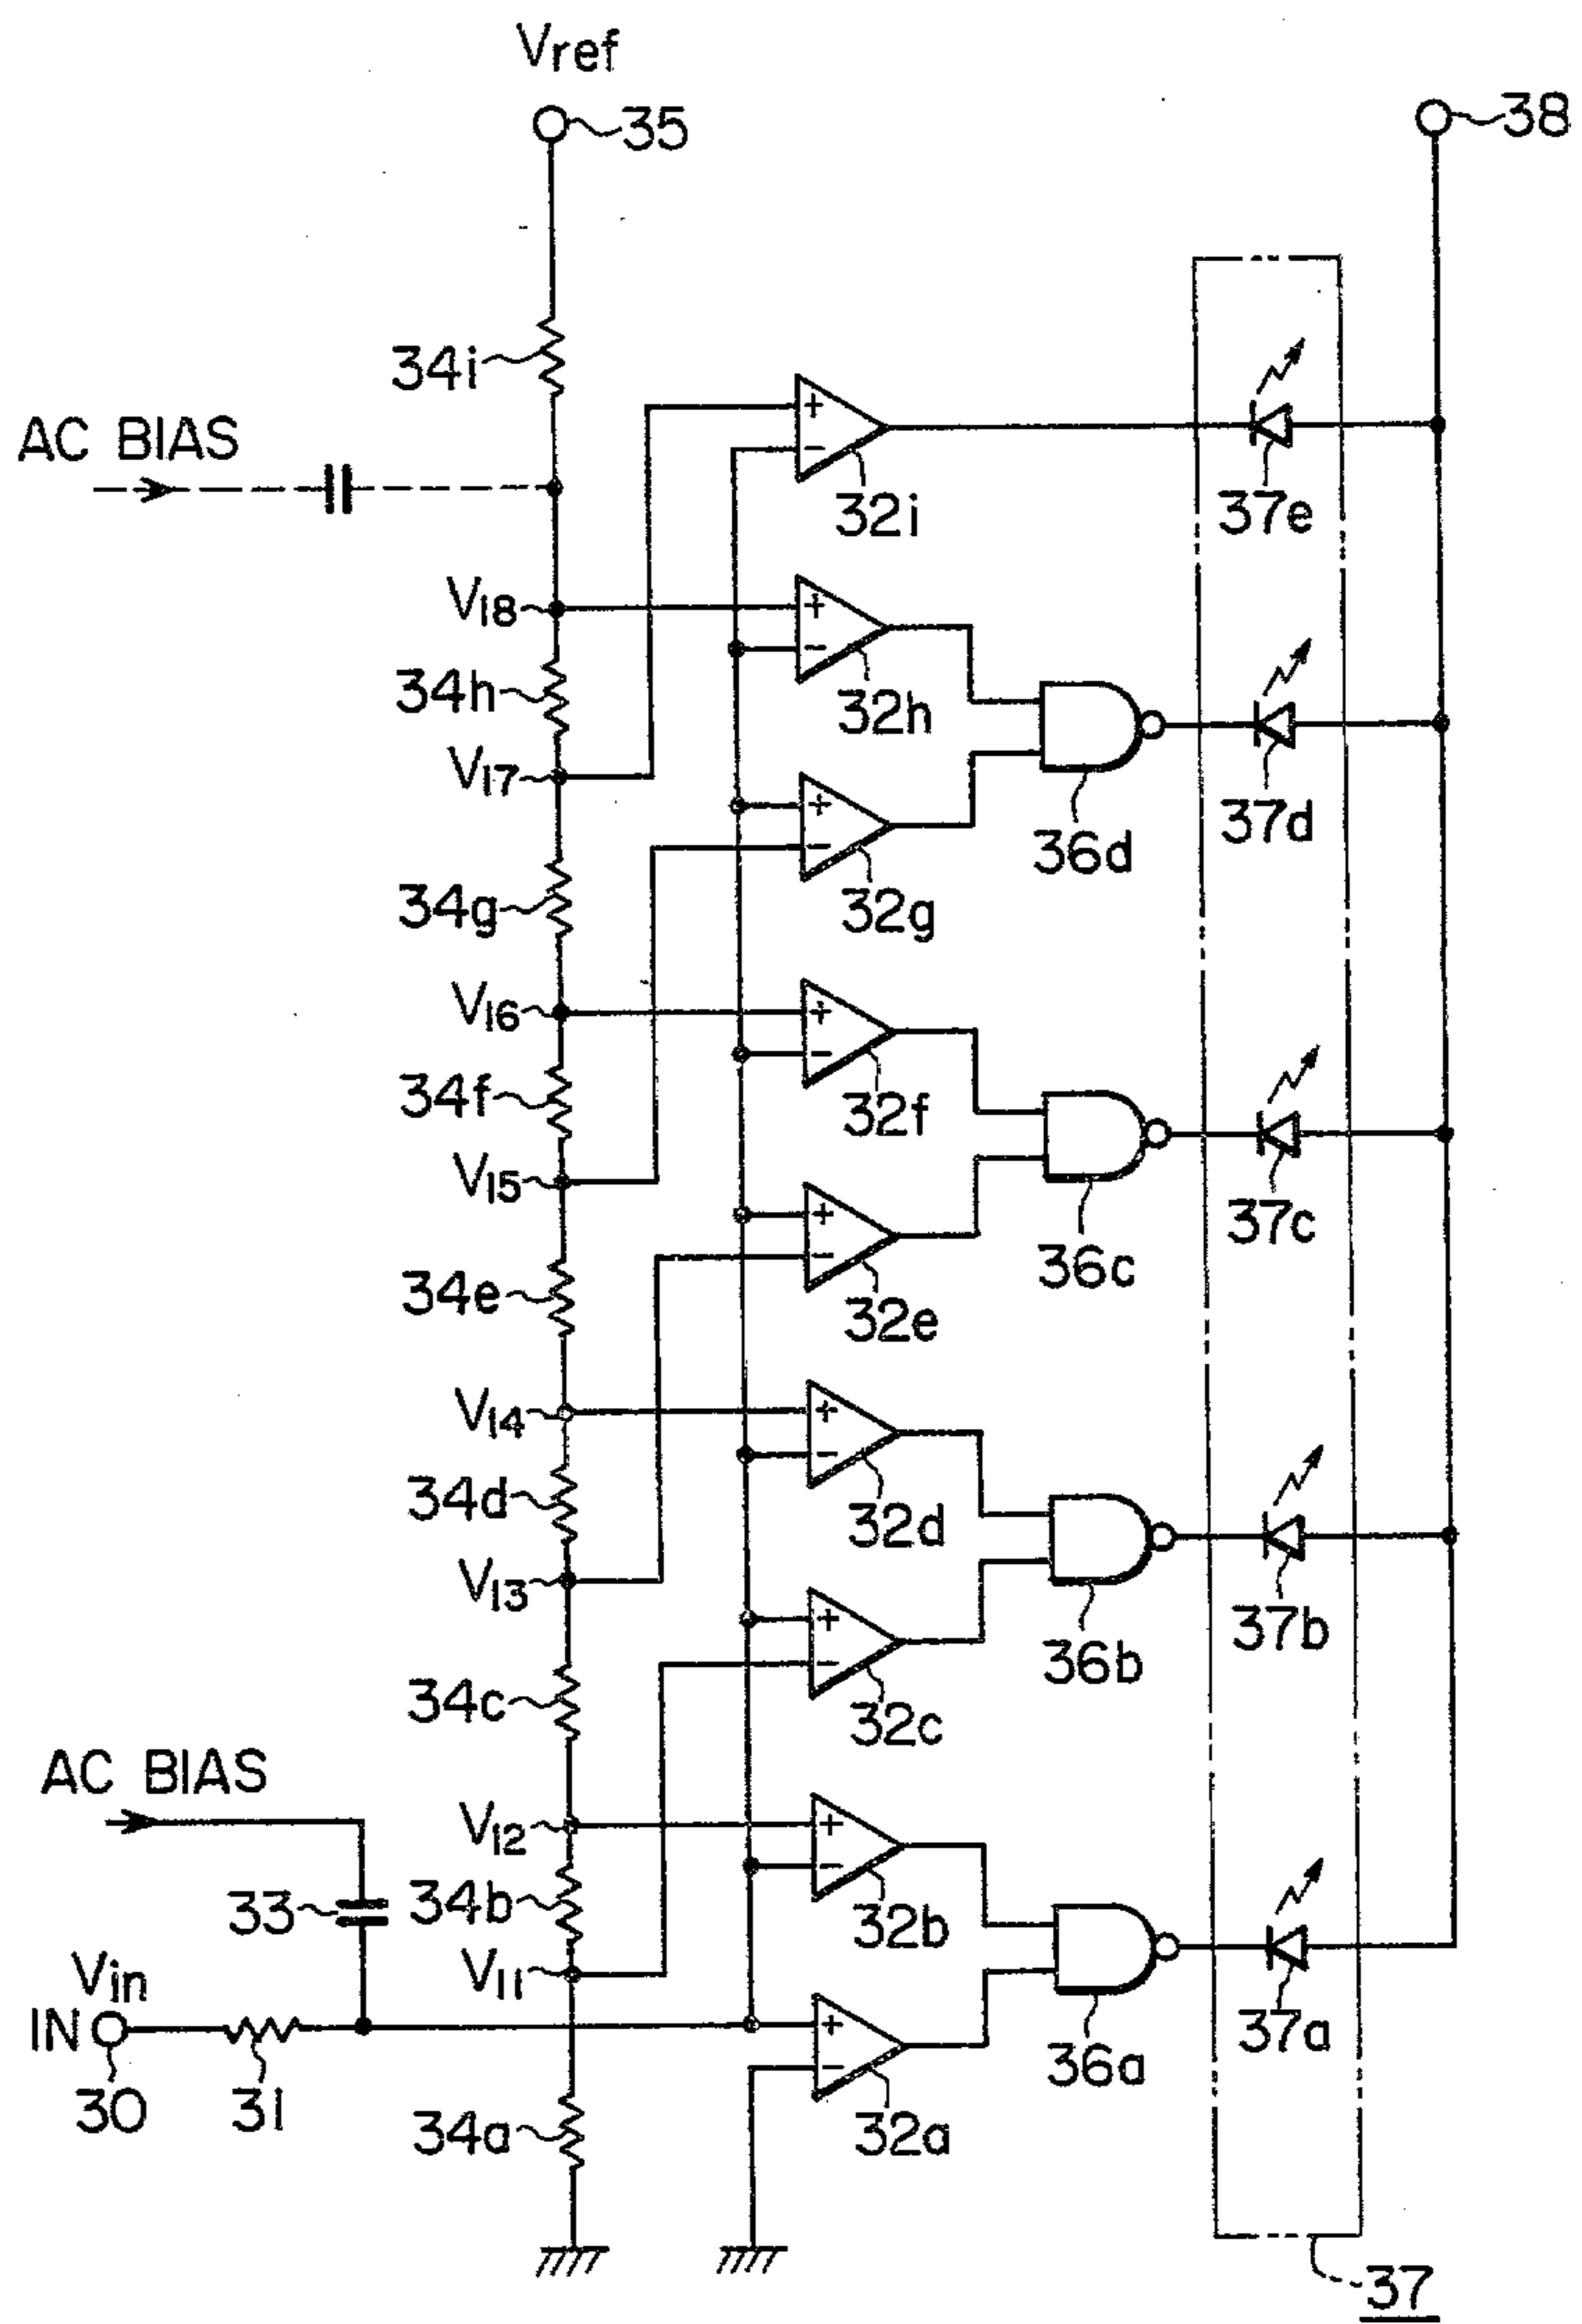 Vref
35
38
34i
AC BIAS
+
−
32i
37e
V18
+
−
32h
34h
V17
+
−
32g
36d
37d
34g
V16
+
−
32f
34f
V15
+
−
32e
36c
37c
34e
V14
+
−
32d
34d
V13
+
−
32c
36b
37b
34c
AC BIAS
V12
+
−
33
34b
32b
V11
Vin
IN
+
−
30
31
34a
32a
36a
37a
37